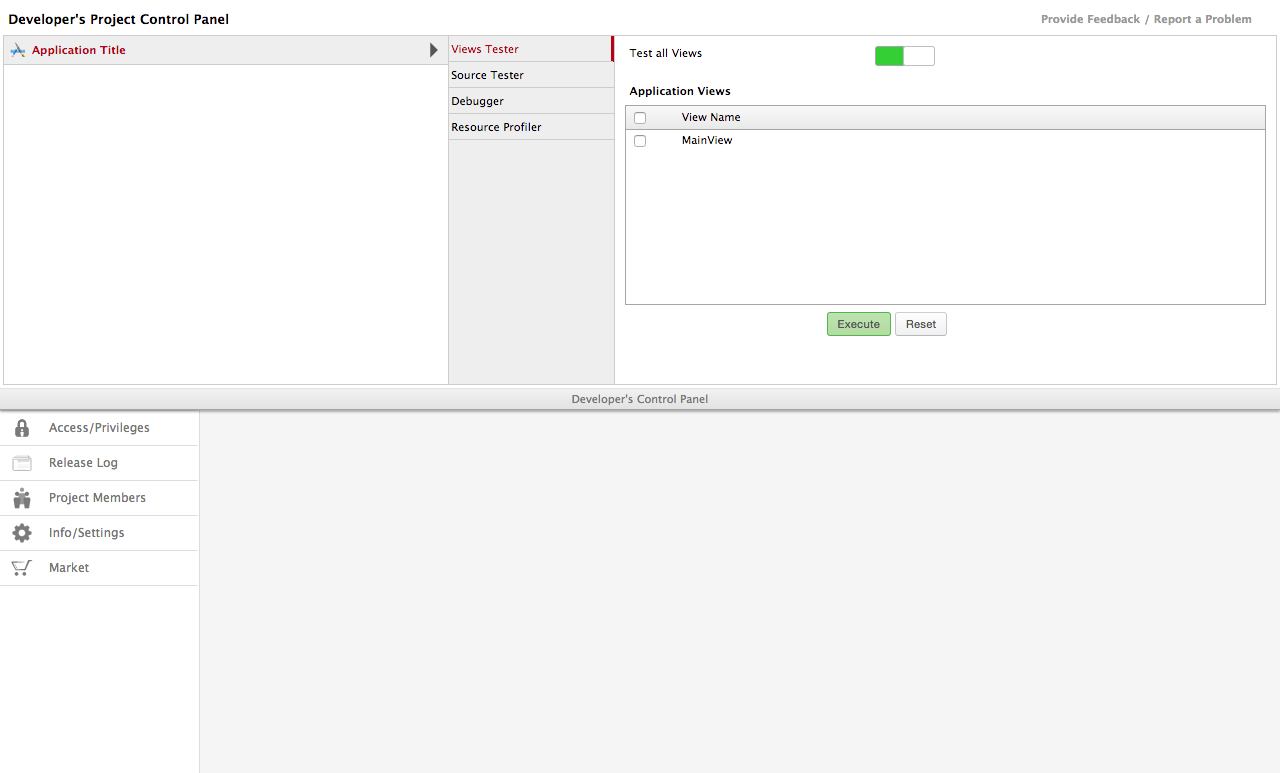 Developer's Project Control Panel
Provide Feedback / Report a Problem
Application Title
Views Tester
Source Tester
Debugger
Resource Profiler
Test all Views
Application Views
View Name
MainView
Execute
Reset
Developer's Control Panel
Access/Privileges
Release Log
Project Members
Info/Settings
Market